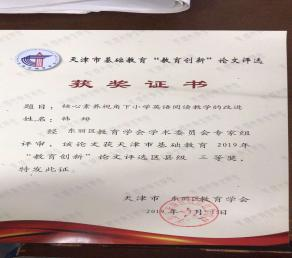 天津市基础教育“教育创新”论文评选
获奖证书
核心素养视角下小学英语阅读教学的改进
姓名 韩
经 东丽区教育学会学术委员会专家组
评审，该论文获天津市基础教育 2019年
“教育创新”论文评选区县级 三等奖，
特发此证。
天津市 东丽区教育学会
2019年 月 日